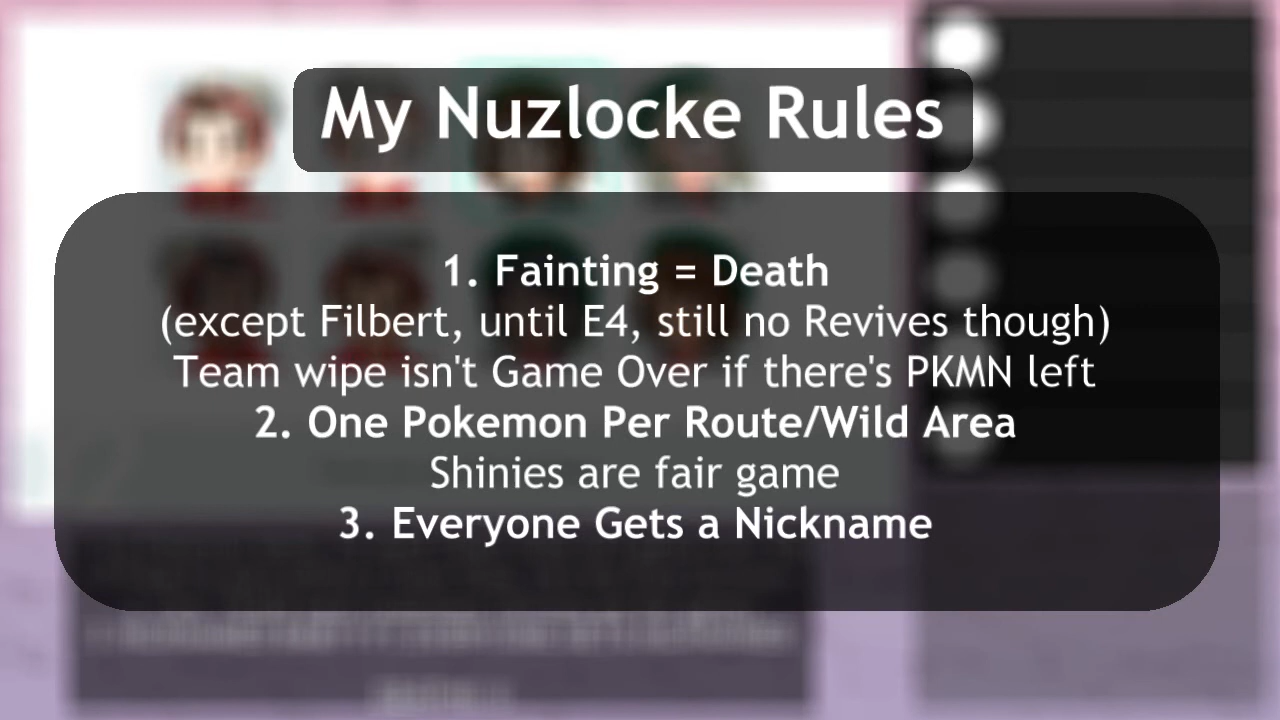 My Nuzlocke Rules
1. Fainting = Death
(except Filbert, until E4, still no Revives though)
Team wipe isn't Game Over if there's PKMN left
2. One Pokemon Per Route/Wild Area
Shinies are fair game
3. Everyone Gets a Nickname